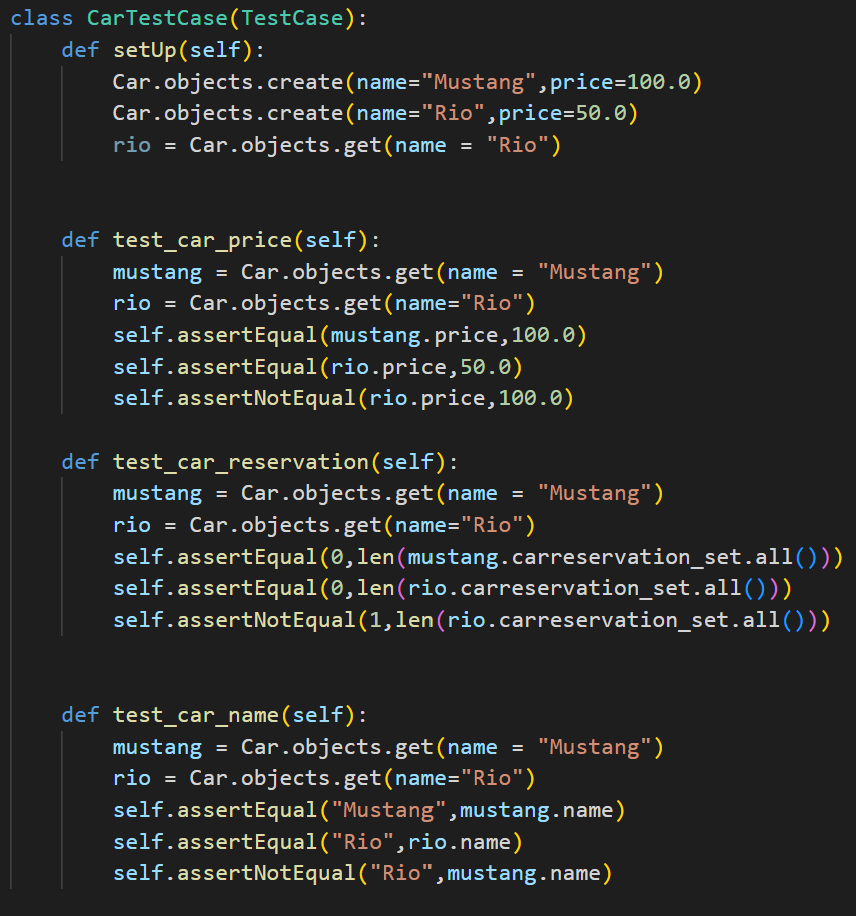 class CarTestCase(TestCase):
    def setUp(self):
        Car.objects.create(name="Mustang",price=100.0)
        Car.objects.create(name="Rio",price=50.0)
        rio = Car.objects.get(name = "Rio")
    def test_car_price(self):
        mustang = Car.objects.get(name = "Mustang")
        rio = Car.objects.get(name="Rio")
        self.assertEqual(mustang.price,100.0)
        self.assertEqual(rio.price,50.0)
        self.assertNotEqual(rio.price,100.0)
    def test_car_reservation(self):
        mustang = Car.objects.get(name = "Mustang")
        rio = Car.objects.get(name="Rio")
        self.assertEqual(0,len(mustang.carreservation_set.all()))
        self.assertEqual(0,len(rio.carreservation_set.all()))
        self.assertNotEqual(1,len(rio.carreservation_set.all()))
    def test_car_name(self):
        mustang = Car.objects.get(name = "Mustang")
        rio = Car.objects.get(name="Rio")
        self.assertEqual("Mustang",mustang.name)
        self.assertEqual("Rio",rio.name)
        self.assertNotEqual("Rio",mustang.name)